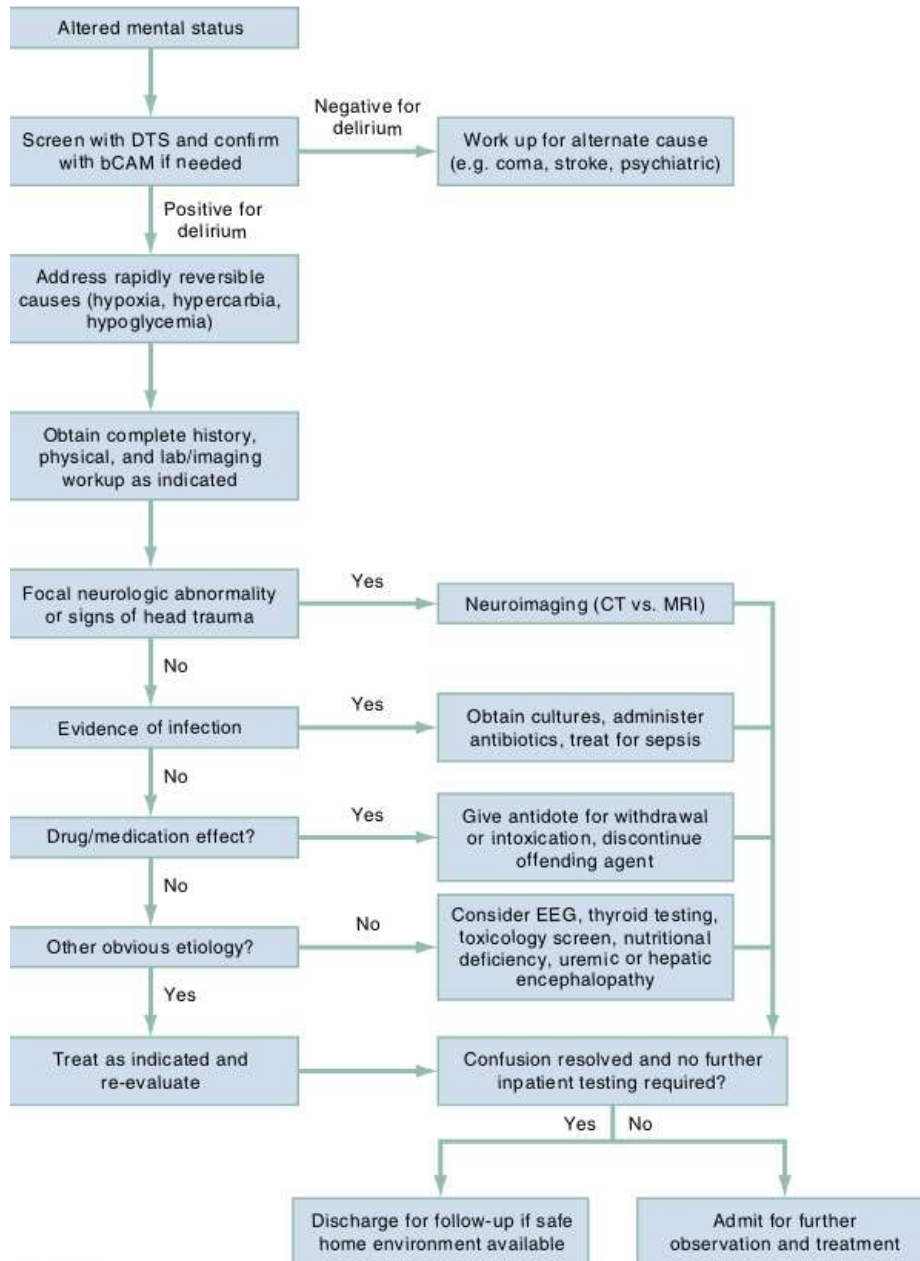 Altered mental status
Screen with DTS and confirm
with bCAM if needed
Negative for
delirium
Work up for alternate cause
(e.g. coma, stroke, psychiatric)
Positive for
delirium
Address rapidly reversible
causes (hypoxia, hypercarbia,
hypoglycemia)
Obtain complete history,
physical, and lab/imaging
workup as indicated
Focal neurologic abnormality
or signs of head trauma
Yes
Neuroimaging (CT vs. MRI)
No
Evidence of infection
Yes
Obtain cultures, administer
antibiotics, treat for sepsis
No
Drug/medication effect?
Yes
Give antidote for withdrawal
or intoxication, discontinue
offending agent
No
Other obvious etiology?
No
Consider EEG, thyroid testing,
toxicology screen, nutritional
deficiency, uremic or hepatic
encephalopathy
Yes
Treat as indicated and
re-evaluate
Confusion resolved and no further
inpatient testing required?
Yes
No
Discharge for follow-up if safe
home environment available
Admit for further
observation and treatment